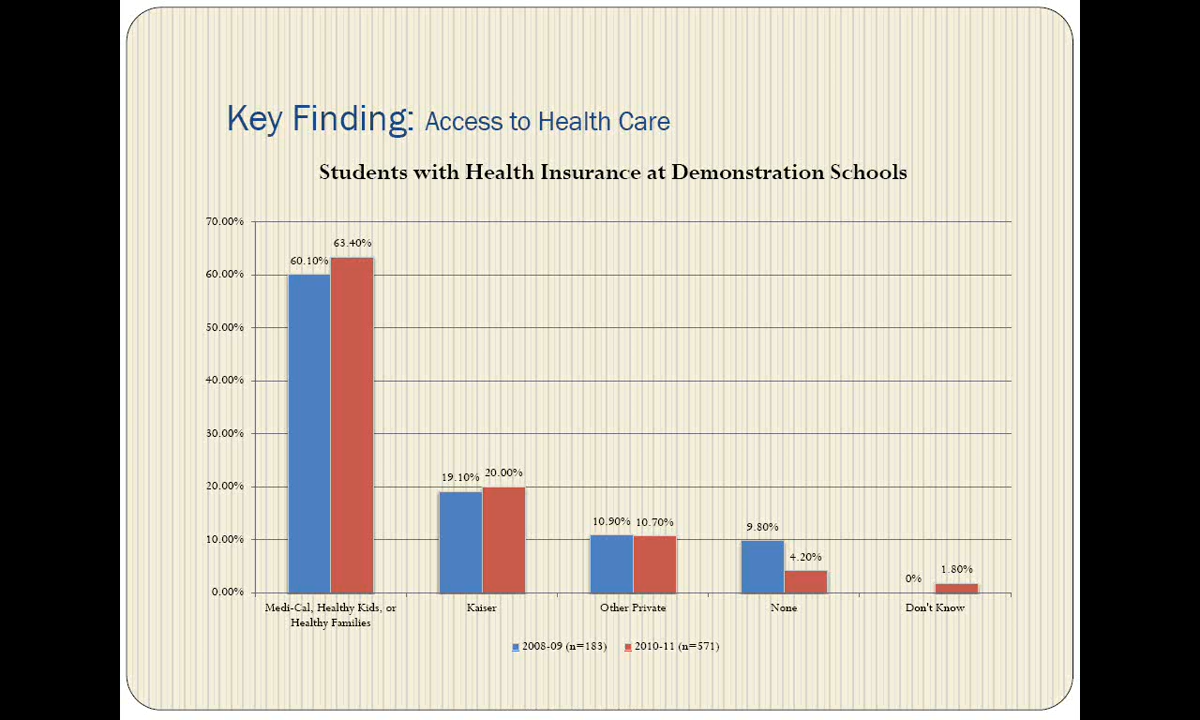 Key Finding: Access to Health Care
Students with Health Insurance at Demonstration Schools
70.00%
60.00%
50.00%
40.00%
30.00%
20.00%
10.00%
0.00%
60.10%
63.40%
19.10%
20.00%
10.90%
10.70%
9.80%
4.20%
0%
1.80%
Medi-Cal, Healthy Kids, or
Healthy Families
Kaiser
Other Private
None
Don't Know
2008-09 (n=183)
2010-11 (n=571)